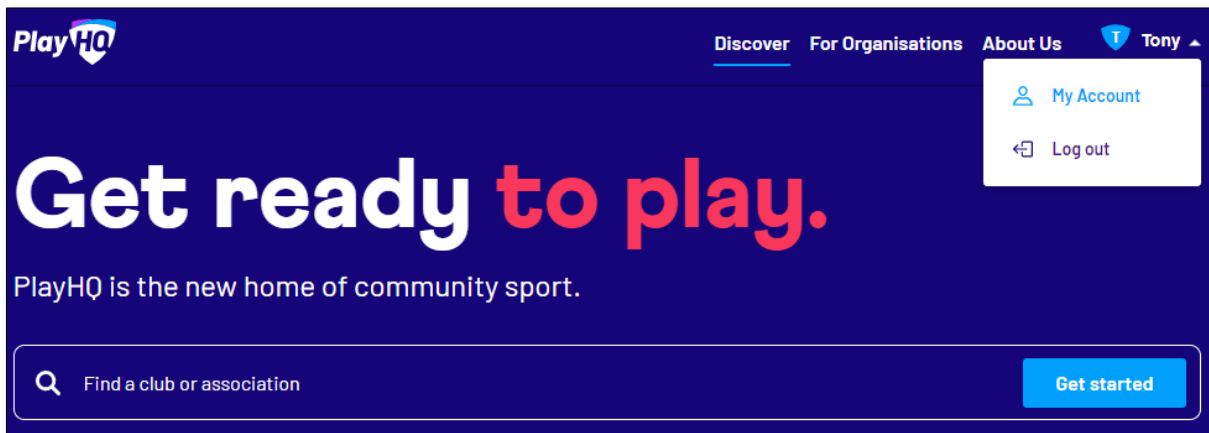 PlayHQ
Discover For Organisations About Us T Tony
My Account
Log out
Get ready to play.
PlayHQ is the new home of community sport.
Find a club or association Get started